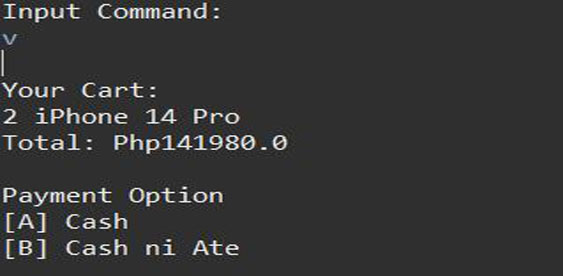 Input Command:
v
Your Cart:
2 iPhone 14 Pro
Total: Php141980.0
Payment Option
[A] Cash
[B] Cash ni Ate